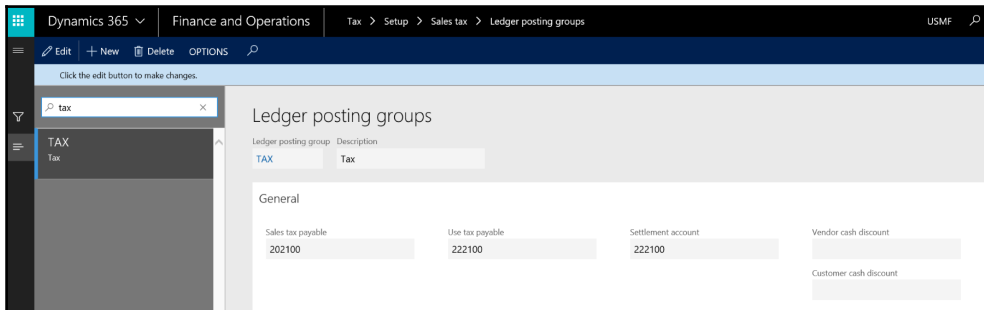 Dynamics 365 Finance and Operations Tax > Setup > Sales tax > Ledger posting groups USMF
Edit + New Delete OPTIONS
Click the edit button to make changes.
tax
TAX
Tax
Ledger posting groups
Ledger posting group Description
TAX Tax
General
Sales tax payable Use tax payable Settlement account Vendor cash discount
202100 222100 222100
Customer cash discount